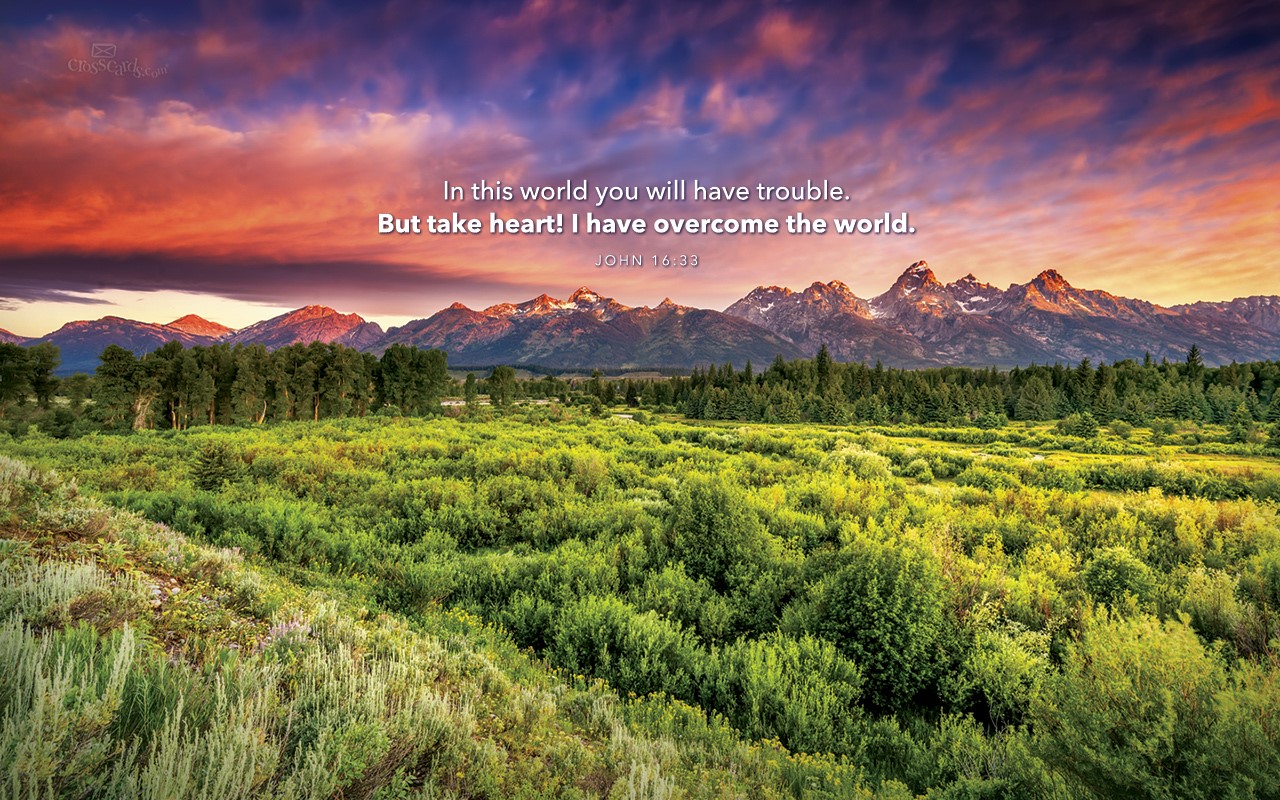 crosscards.com
In this world you will have trouble.
But take heart! I have overcome the world.
JOHN 16:33